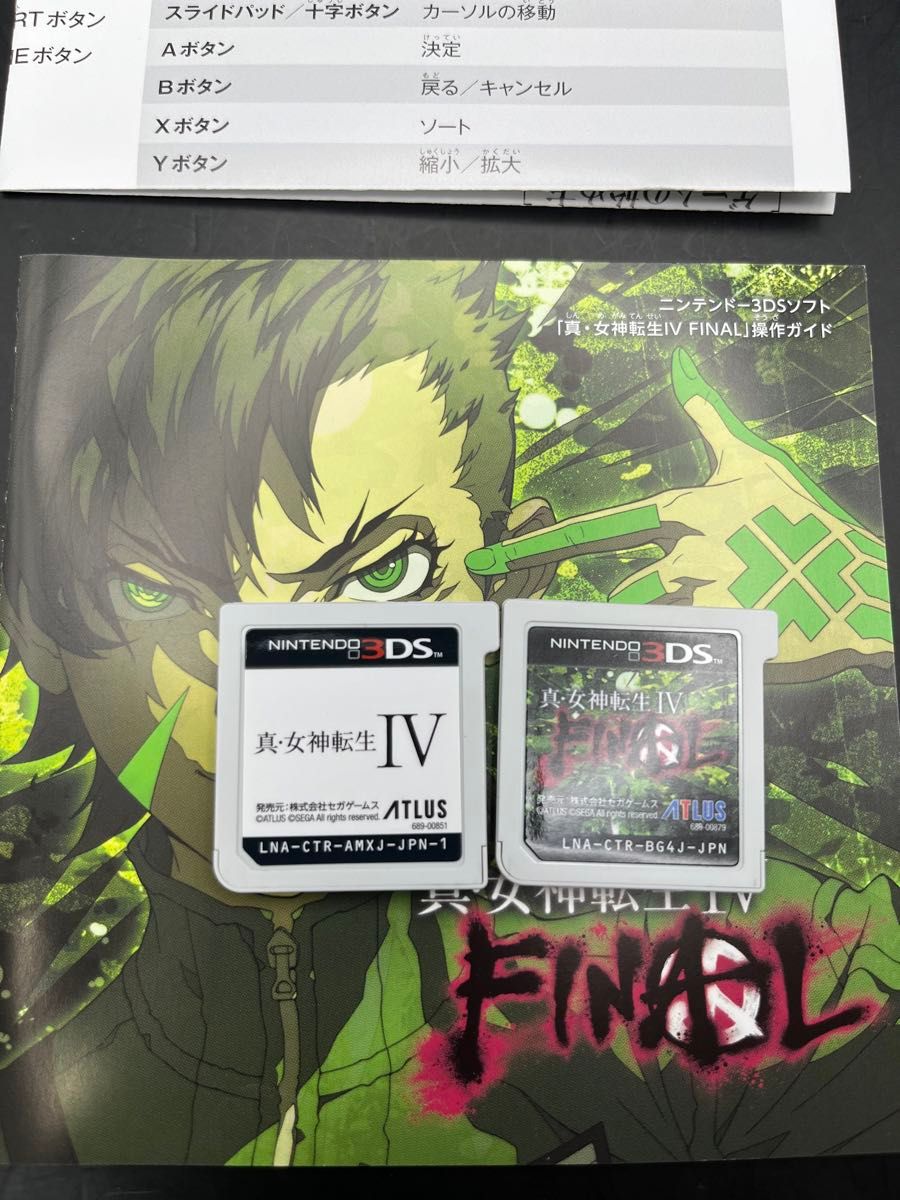 RTボタン
Eボタン
スライドパッド／十字ボタン カーソルの移動
Aボタン 決定
Bボタン 戻る／キャンセル
Xボタン ソート
Yボタン 縮小／拡大
ニンテンドー3DSソフト
「真・女神転生IV FINAL」操作ガイド
NINTENDO 3DS™
真・女神転生IV
発売元：株式会社セガゲームス
©ATLUS ©SEGA All rights reserved. ATLUS
689-00851
LNA-CTR-AMXJ-JPN-1
NINTENDO 3DS™
真・女神転生IV
FINAL
発売元：株式会社セガゲームス
©ATLUS ©SEGA All rights reserved. ATLUS
689-00879
LNA-CTR-BG4J-JPN
真・女神転生IV
FINAL